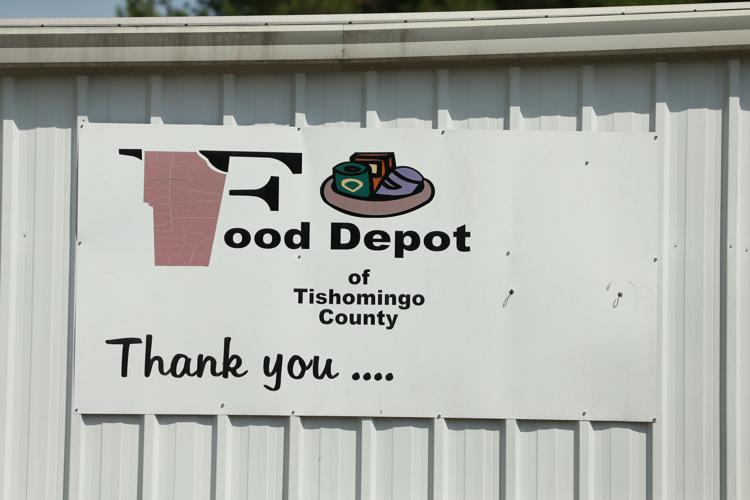 Food Depot
of
Tishomingo
County
Thank you ....